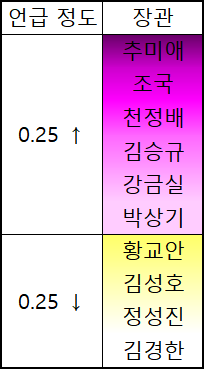 언급 정도 장관
0.25 ↑
추미애
조국
천정배
김승규
강금실
박상기
0.25 ↓
황교안
김성호
정성진
김경한